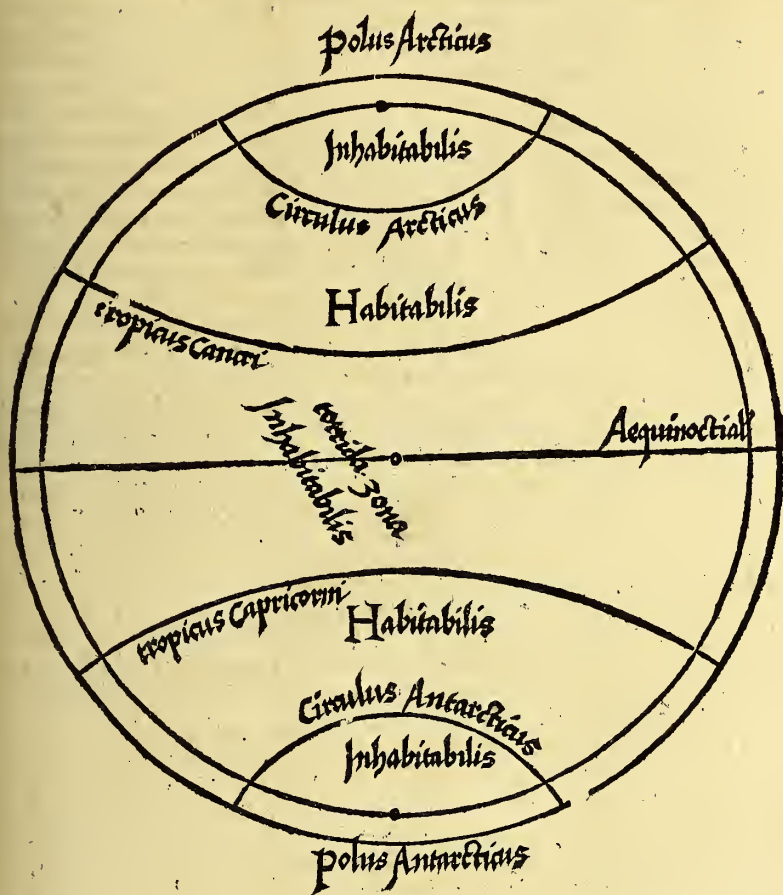 Polus Arcticus
Inhabitabilis
Circulus Arcticus
Habitabilis
tropicus Cancri
torrida Zona
Inhabitabilis
Aequinoctial
tropicus Capricorni
Habitabilis
Circulus Antarcticus
Inhabitabilis
Polus Antarcticus